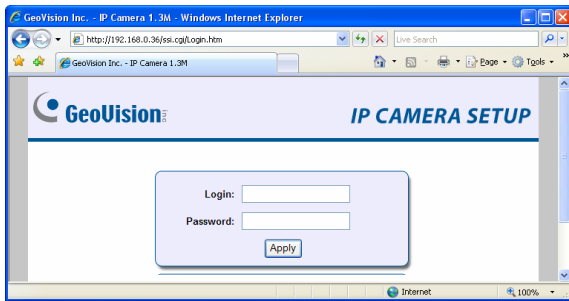 GeoVision Inc. - IP Camera 1.3M - Windows Internet Explorer
http://192.168.0.36/ssi.cgi/Login.htm
Live Search
GeoVision Inc. - IP Camera 1.3M
Page
Tools
»
GeoVision inc
IP CAMERA SETUP
Login:
Password:
Apply
Internet
100%